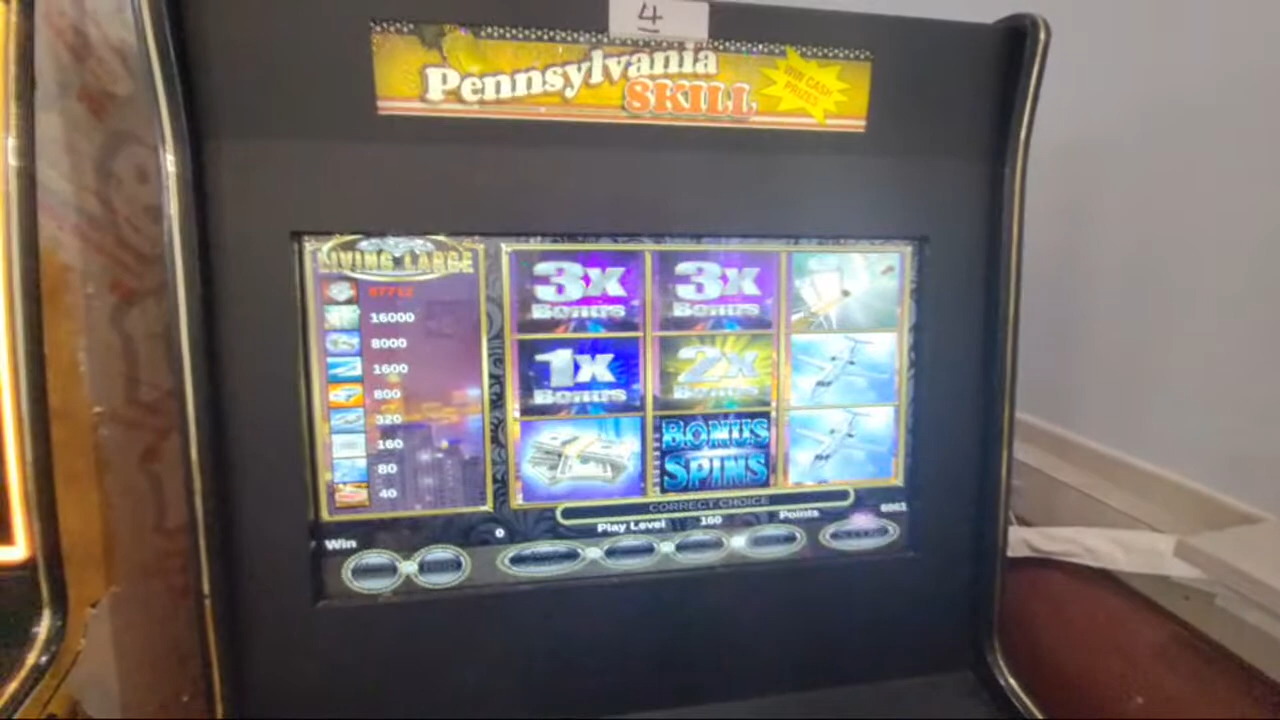 4
Pennsylvania
SKILL
WIN CASH
PRIZES
LIVING LARGE
16000
8000
1600
800
320
160
80
40
3x
Bonus
3x
Bonus
1x
Bonus
2x
Bonus
BONUS
SPINS
CORRECT CHOICE
Win
0
Play Level
160
Points